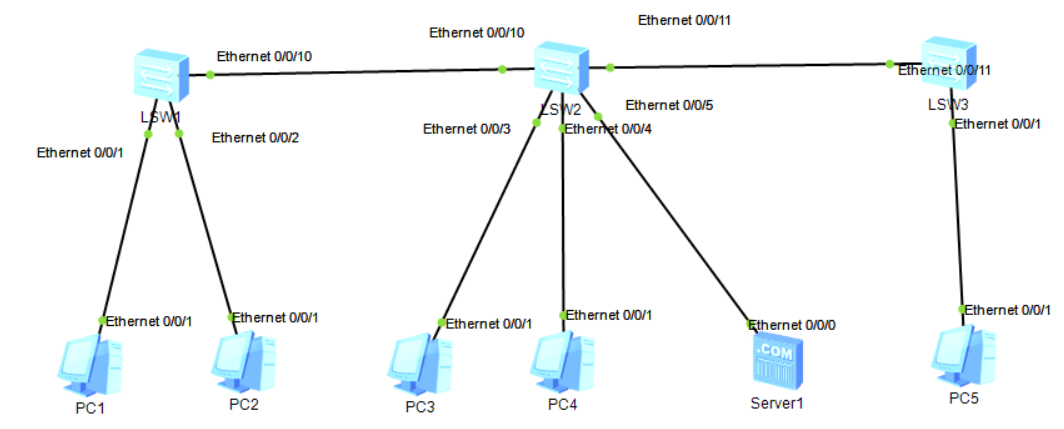 Ethernet 0/0/10
Ethernet 0/0/10
Ethernet 0/0/11
Ethernet 0/0/11
LSW1
LSW2
LSW3
Ethernet 0/0/1
Ethernet 0/0/2
Ethernet 0/0/3
Ethernet 0/0/4
Ethernet 0/0/5
Ethernet 0/0/1
Ethernet 0/0/1
Ethernet 0/0/1
Ethernet 0/0/1
Ethernet 0/0/1
Ethernet 0/0/0
Ethernet 0/0/1
.COM
PC1
PC2
PC3
PC4
Server1
PC5